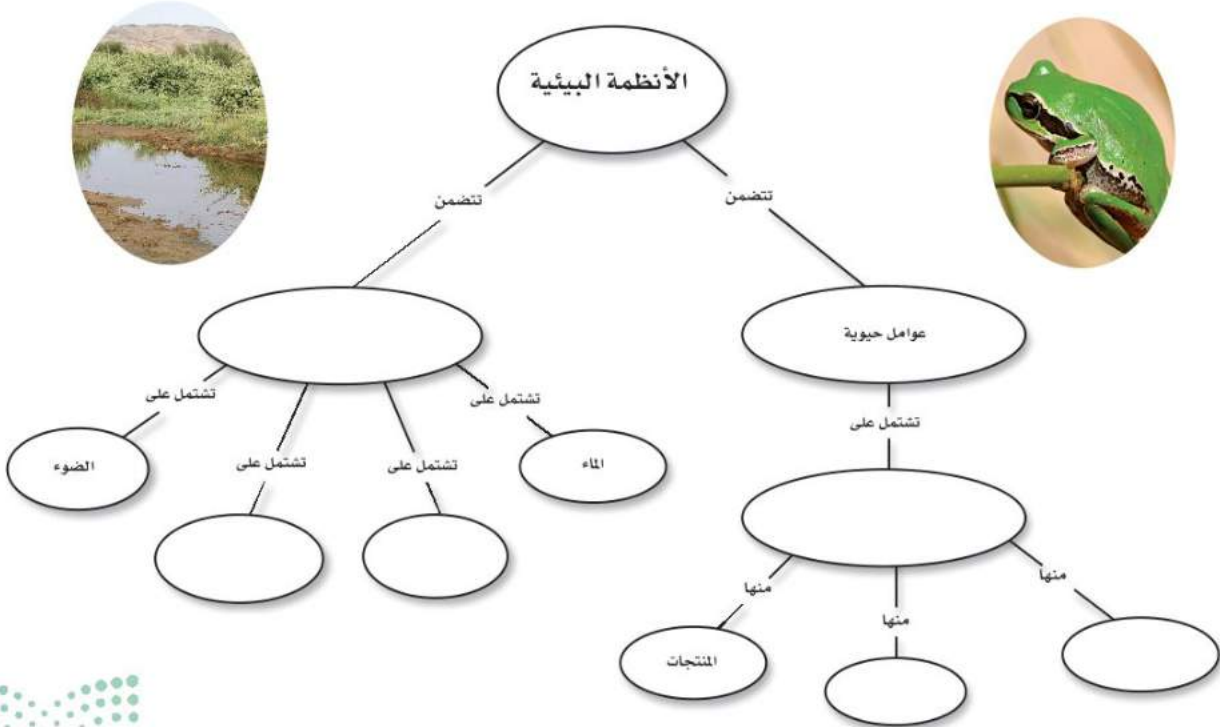 الأنظمة البيئية
تتضمن
تتضمن
عوامل حيوية
تشتمل على
تشتمل على
تشتمل على
تشتمل على
تشتمل على
الماء
الضوء
منها
منها
منها
المنتجات